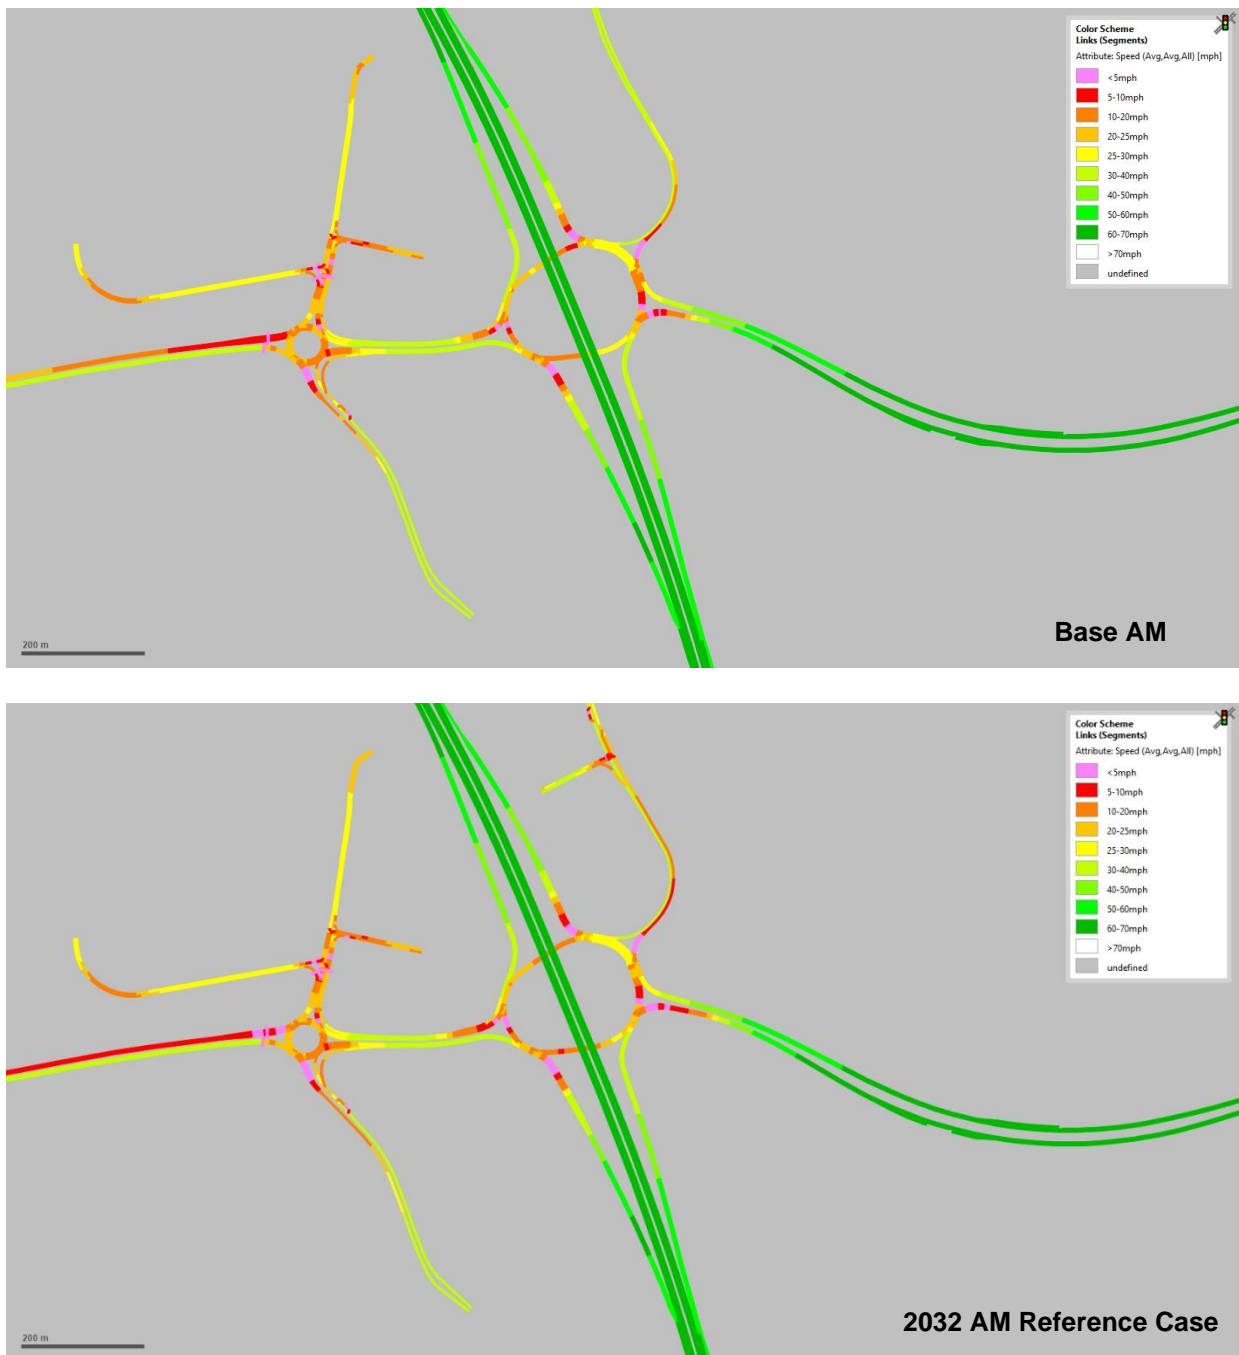 Color Scheme
Links (Segments)
Attribute: Speed (Avg,Avg,All) [mph]
<5mph
5-10mph
10-20mph
20-25mph
25-30mph
30-40mph
40-50mph
50-60mph
60-70mph
>70mph
undefined
Base AM
200 m
Color Scheme
Links (Segments)
Attribute: Speed (Avg,Avg,All) [mph]
<5mph
5-10mph
10-20mph
20-25mph
25-30mph
30-40mph
40-50mph
50-60mph
60-70mph
>70mph
undefined
2032 AM Reference Case
200 m